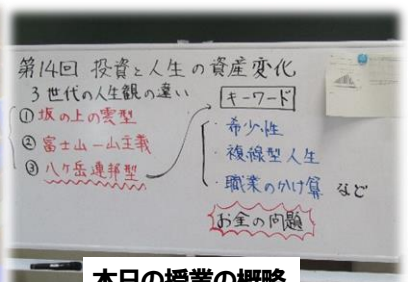 第14回 投資と人生の資産変化
3世代の人生観の違い
① 坂の上の雲型
② 富士山一山主義
③ 八ヶ岳連邦型
キーワード
・希少性
・複線型人生
・職業のかけ算 など
お金の問題
本日の授業の概略